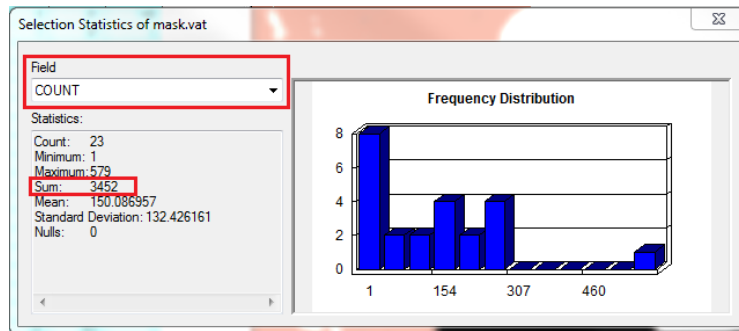 Selection Statistics of mask.vat
Field
COUNT
Statistics:
Count: 23
Minimum: 1
Maximum: 579
Sum: 3452
Mean: 150.086957
Standard Deviation: 132.426161
Nulls: 0
Frequency Distribution
8
6
4
2
0
1 154 307 460